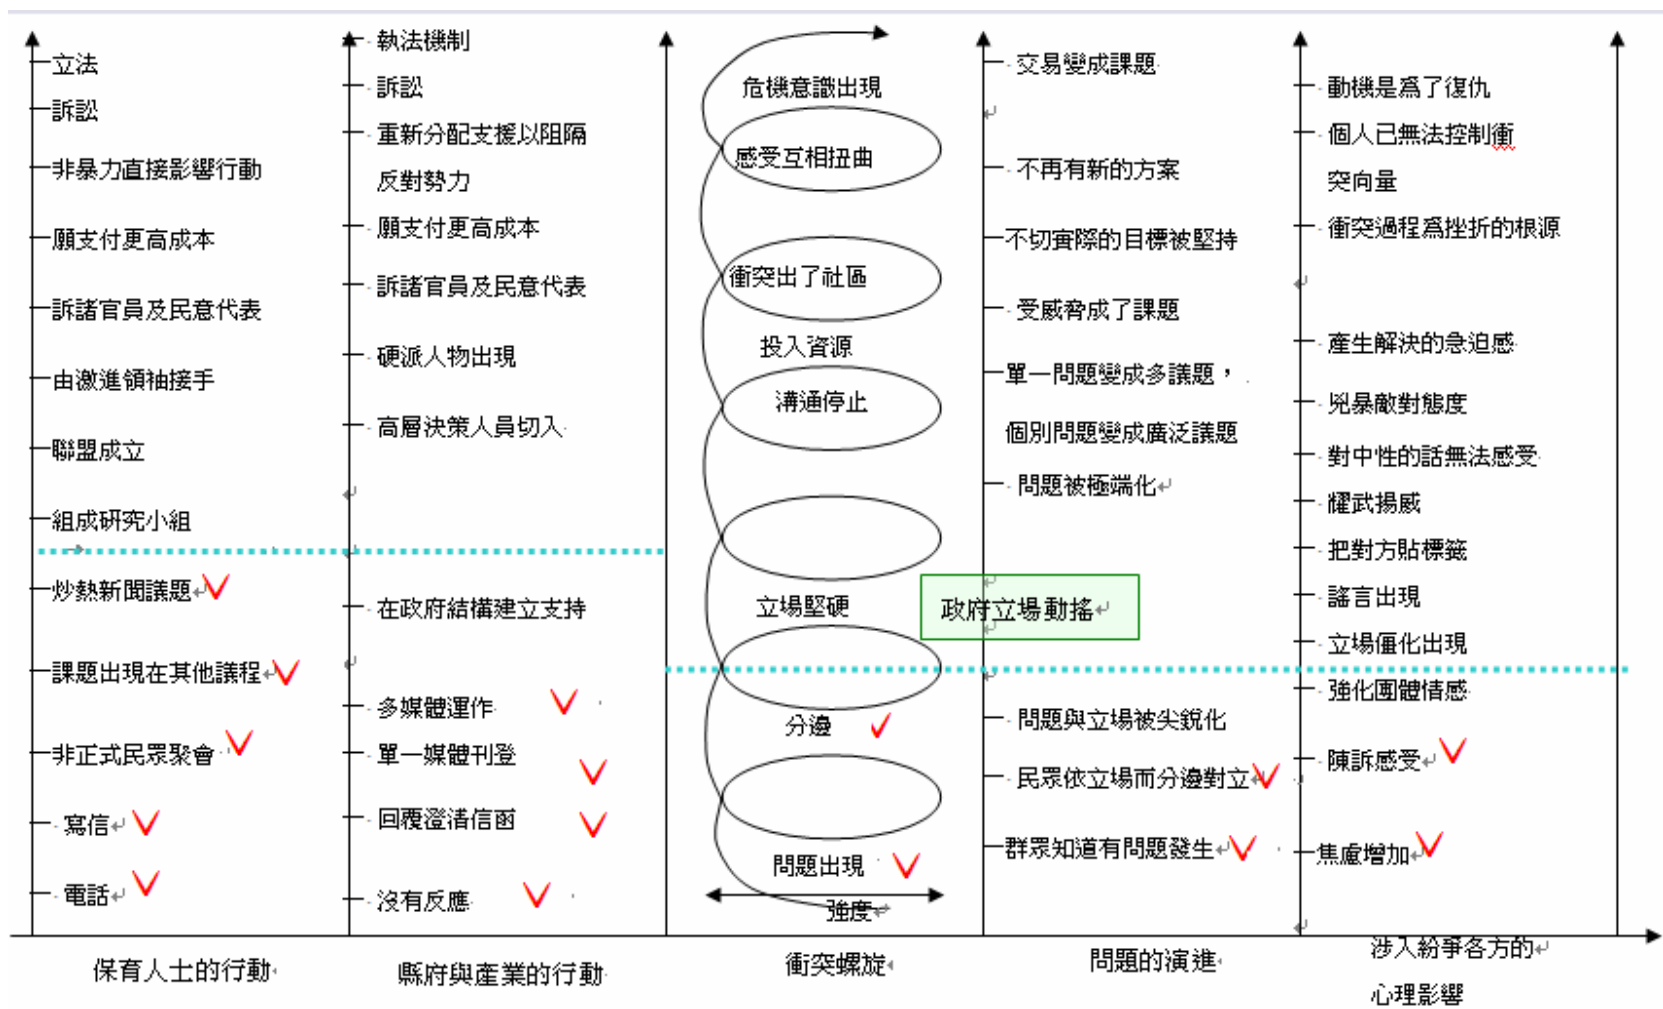 立法
訴訟
非暴力直接影響行動
願支付更高成本
訴諸官員及民意代表
由激進領袖接手
聯盟成立
組成研究小組
炒熱新聞議題
課題出現在其他議程
非正式民眾聚會
寫信
電話
保育人士的行動
執法機制
訴訟
重新分配支援以阻隔
反對勢力
願支付更高成本
訴諸官員及民意代表
硬派人物出現
高層決策人員切入
在政府結構建立支持
多媒體運作
單一媒體刊登
回覆澄清信函
沒有反應
縣府與產業的行動
危機意識出現
感受互相扭曲
衝突出了社區
投入資源
溝通停止
立場堅硬
分邊
問題出現
強度
衝突螺旋
交易變成課題
不再有新的方案
不切實際的目標被堅持
受威脅成了課題
單一問題變成多議題，
個別問題變成廣泛議題
問題被極端化
政府立場動搖
問題與立場被尖銳化
民眾依立場而分邊對立
群眾知道有問題發生
問題的演進
動機是為了復仇
個人已無法控制衝
突向量
衝突過程為挫折的根源
產生解決的急迫感
兇暴敵對態度
對中性的話無法感受
耀武揚威
把對方貼標籤
謠言出現
立場僵化出現
強化團體情感
陳訴感受
焦慮增加
涉入紛爭各方的
心理影響